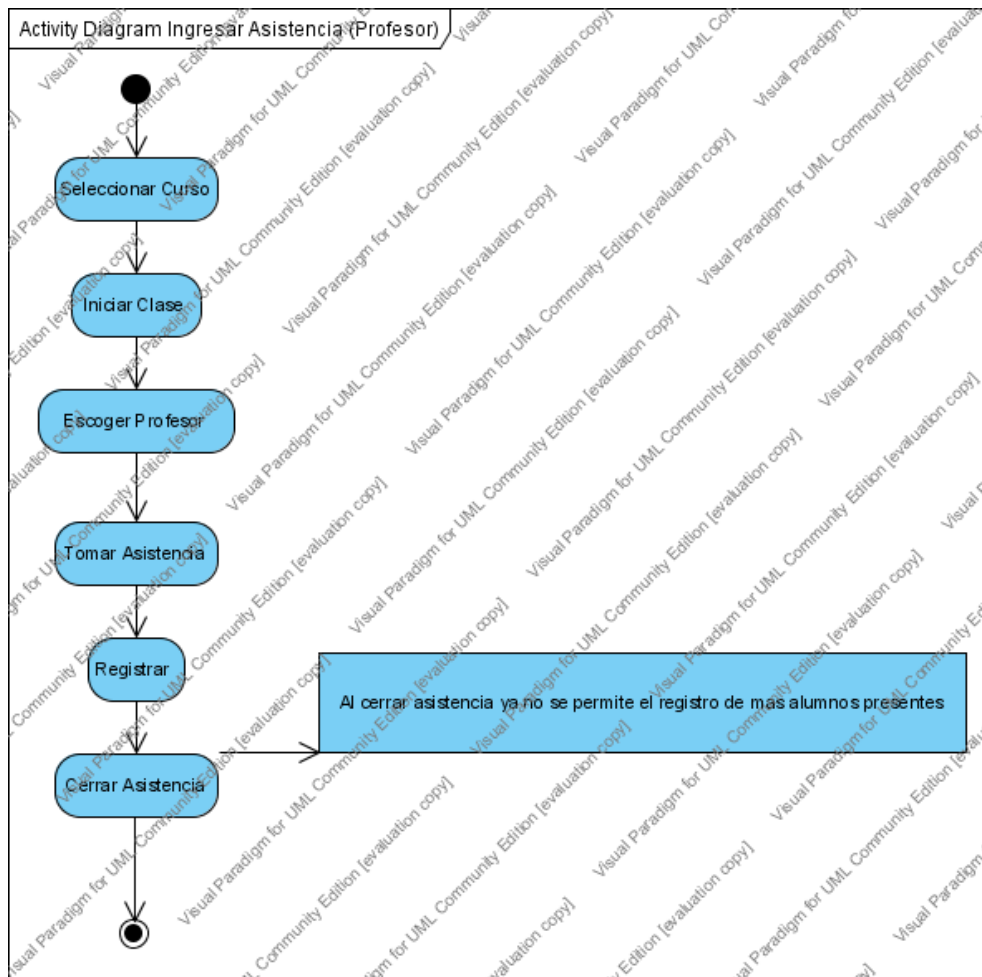 Activity Diagram Ingresar Asistencia (Profesor)
Seleccionar Curso
Iniciar Clase
Escoger Profesor
Tomar Asistencia
Registrar
Al cerrar asistencia ya no se permite el registro de mas alumnos presentes
Cerrar Asistencia
Visual Paradigm for UML Community Edition [evaluation copy]